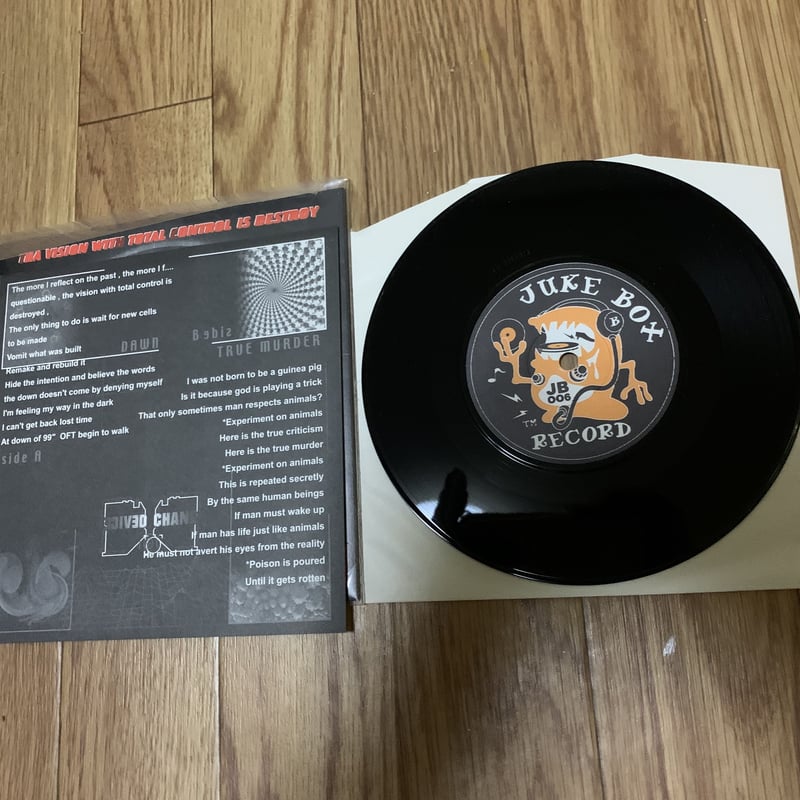 THA VISION WITH TOTAL CONTROL IS DESTROY
The more I reflect on the past , the more I f....
questionable , the vision with total control is
destroyed ,
The only thing to do is wait for new cells
to be made
Vomit what was built
Remake and rebuild it
Hide the intention and believe the words
the down doesn't come by denying myself
I'm feeling my way in the dark
I can't get back lost time
At down of 99" OFT begin to walk
DAWN
side A
side B
TRUE MURDER
I was not born to be a guinea pig
Is it because god is playing a trick
That only sometimes man respects animals?
*Experiment on animals
Here is the true criticism
Here is the true murder
*Experiment on animals
This is repeated secretly
By the same human beings
If man must wake up
If man has life just like animals
He must not avert his eyes from the reality
*Poison is poured
Until it gets rotten
DEVICE CHAN
JUKE BOX
B
JB
006
TM
RECORD